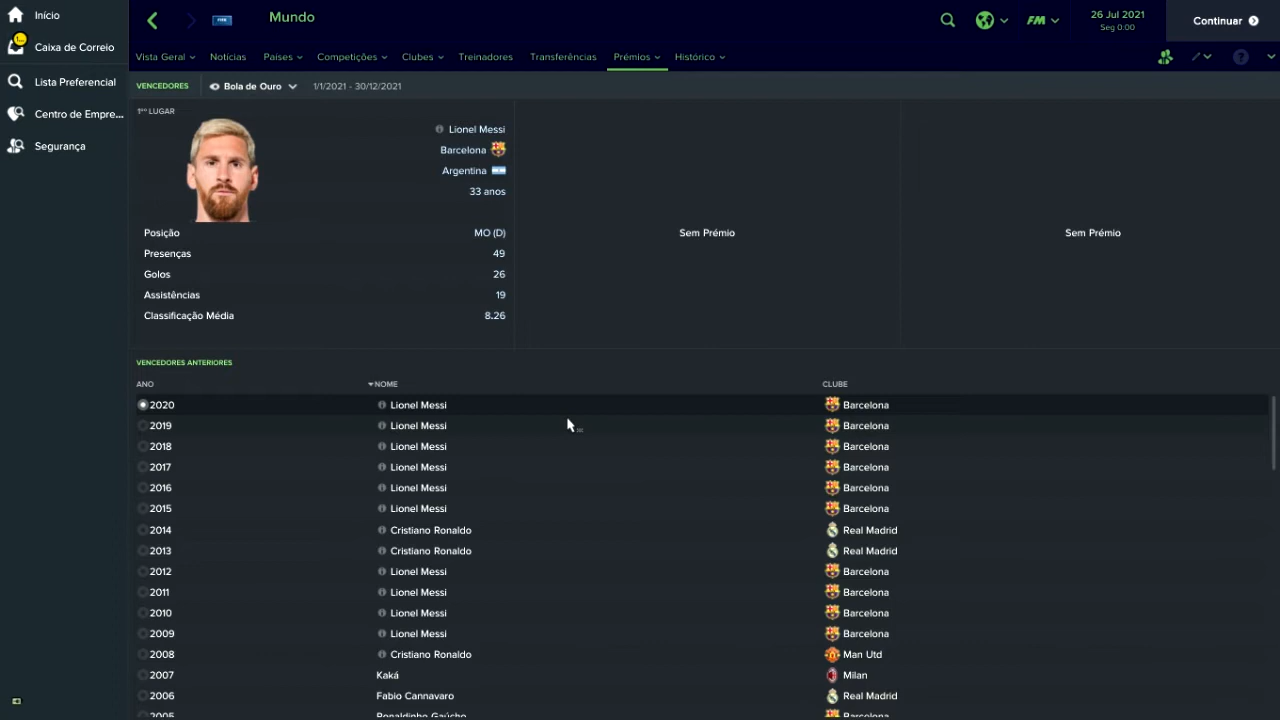 Início
Mundo
26 Jul 2021
Seg 0:00
FM
Continuar
Caixa de Correio
Vista Geral Notícias Países Competições Clubes Treinadores Transferências Prémios Histórico
Lista Preferencial
VENCEDORES Bola de Ouro 1/1/2021 - 30/12/2021
Centro de Empre...
Segurança
1º LUGAR
Lionel Messi
Barcelona
Argentina
33 anos
Posição MO (D)
Sem Prémio Sem Prémio
Presenças 49
Golos 26
Assistências 19
Classificação Média 8.26
VENCEDORES ANTERIORES
ANO NOME CLUBE
2020 Lionel Messi Barcelona
2019 Lionel Messi Barcelona
2018 Lionel Messi Barcelona
2017 Lionel Messi Barcelona
2016 Lionel Messi Barcelona
2015 Lionel Messi Barcelona
2014 Cristiano Ronaldo Real Madrid
2013 Cristiano Ronaldo Real Madrid
2012 Lionel Messi Barcelona
2011 Lionel Messi Barcelona
2010 Lionel Messi Barcelona
2009 Lionel Messi Barcelona
2008 Cristiano Ronaldo Man Utd
2007 Kaká Milan
2006 Fabio Cannavaro Real Madrid
2005 Ronaldinho Gaúcho Barcelona